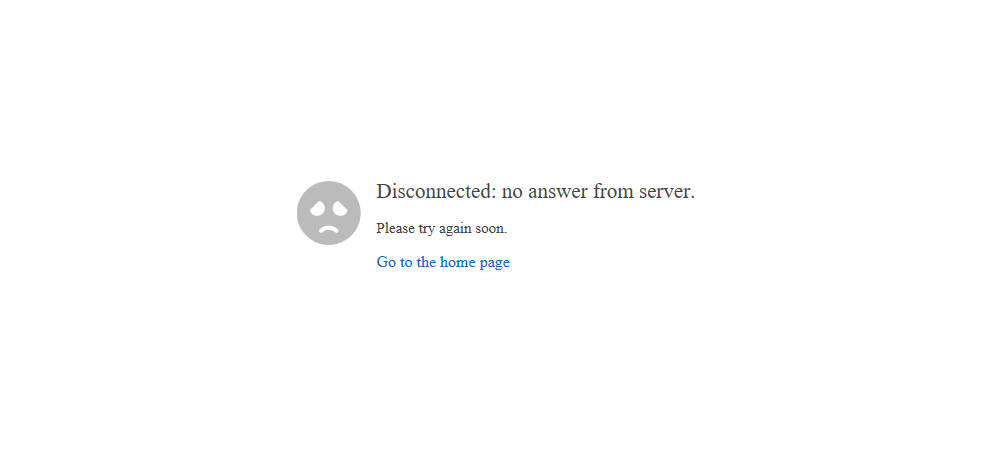 Disconnected: no answer from server.
Please try again soon.
Go to the home page